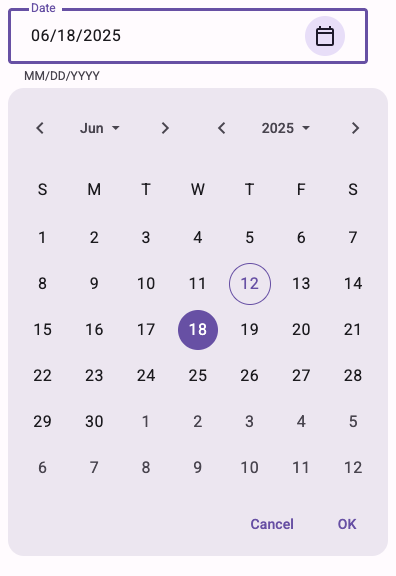 Date
06/18/2025
MM/DD/YYYY
Jun 2025
S M T W T F S
1 2 3 4 5 6 7
8 9 10 11 12 13 14
15 16 17 18 19 20 21
22 23 24 25 26 27 28
29 30 1 2 3 4 5
6 7 8 9 10 11 12
Cancel OK